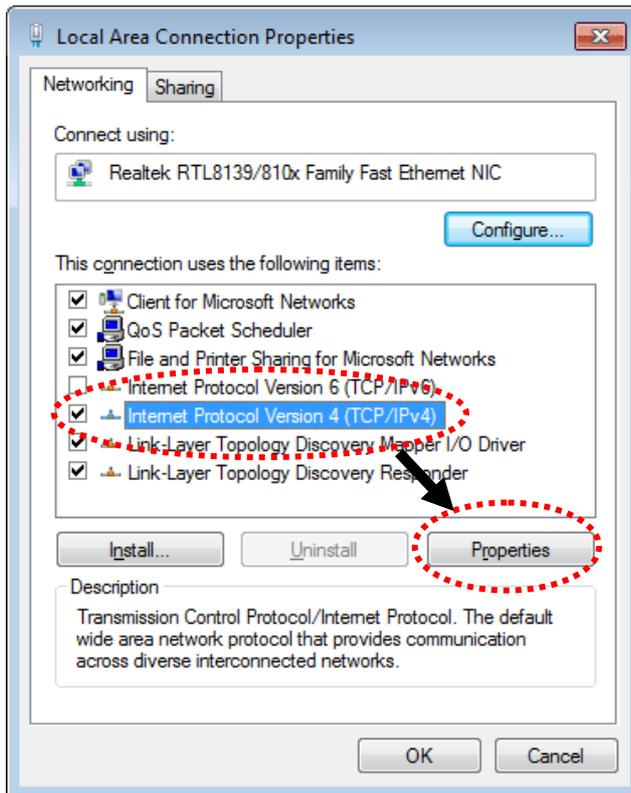 Local Area Connection Properties
Networking
Sharing
Connect using:
Realtek RTL8139/810x Family Fast Ethernet NIC
Configure...
This connection uses the following items:
Client for Microsoft Networks
QoS Packet Scheduler
File and Printer Sharing for Microsoft Networks
Internet Protocol Version 6 (TCP/IPv6)
Internet Protocol Version 4 (TCP/IPv4)
Link-Layer Topology Discovery Mapper I/O Driver
Link-Layer Topology Discovery Responder
Install...
Uninstall
Properties
Description
Transmission Control Protocol/Internet Protocol. The default
wide area network protocol that provides communication
across diverse interconnected networks.
OK
Cancel